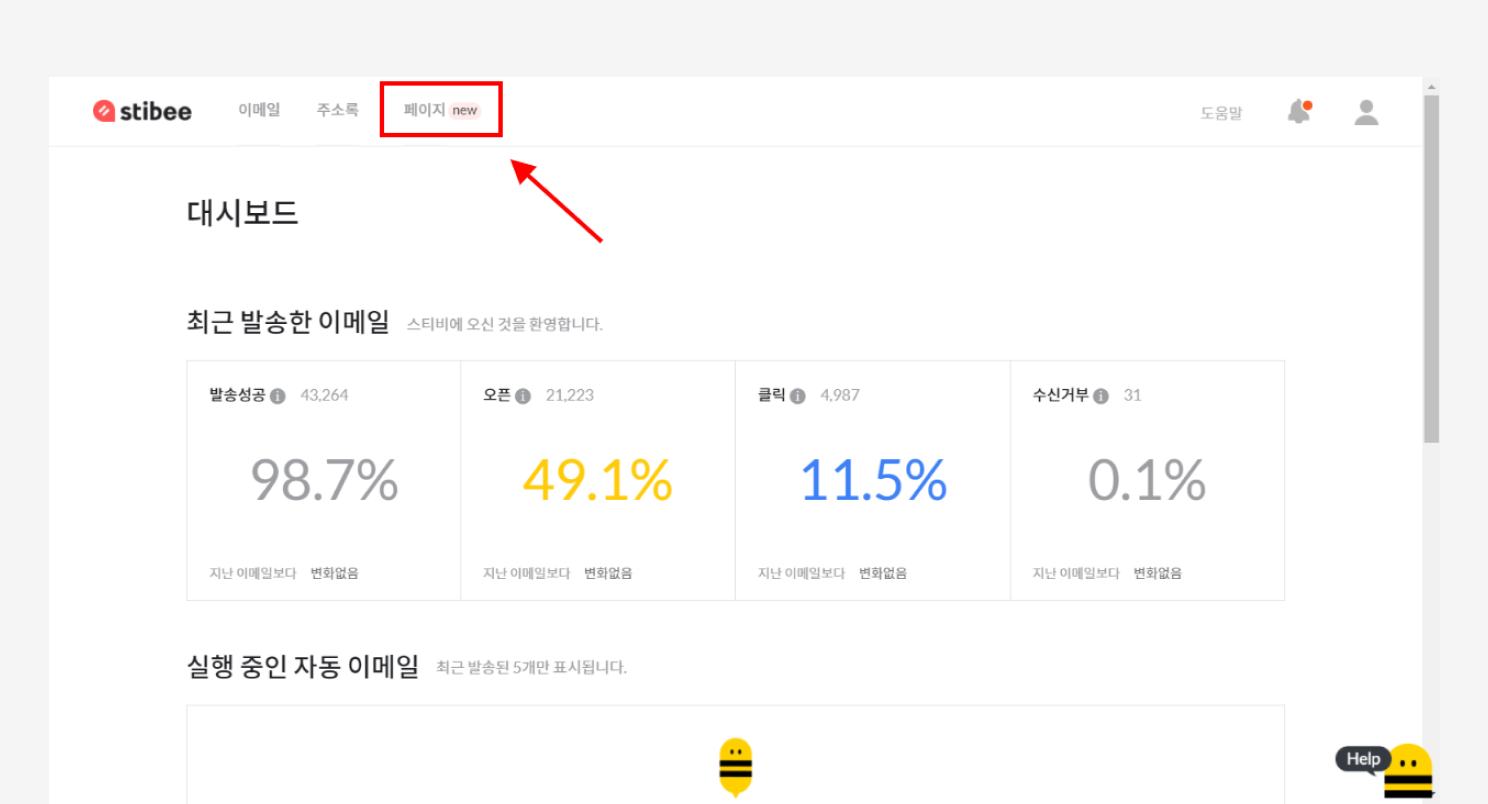 stibee 이메일 주소록 페이지 new 도움말
대시보드
최근 발송한 이메일 스티비에 오신 것을 환영합니다.
발송성공 i 43,264 오픈 i 21,223 클릭 i 4,987 수신거부 i 31
98.7% 49.1% 11.5% 0.1%
지난 이메일보다 변화없음 지난 이메일보다 변화없음 지난 이메일보다 변화없음 지난 이메일보다 변화없음
실행 중인 자동 이메일 최근 발송된 5개만 표시됩니다.
Help